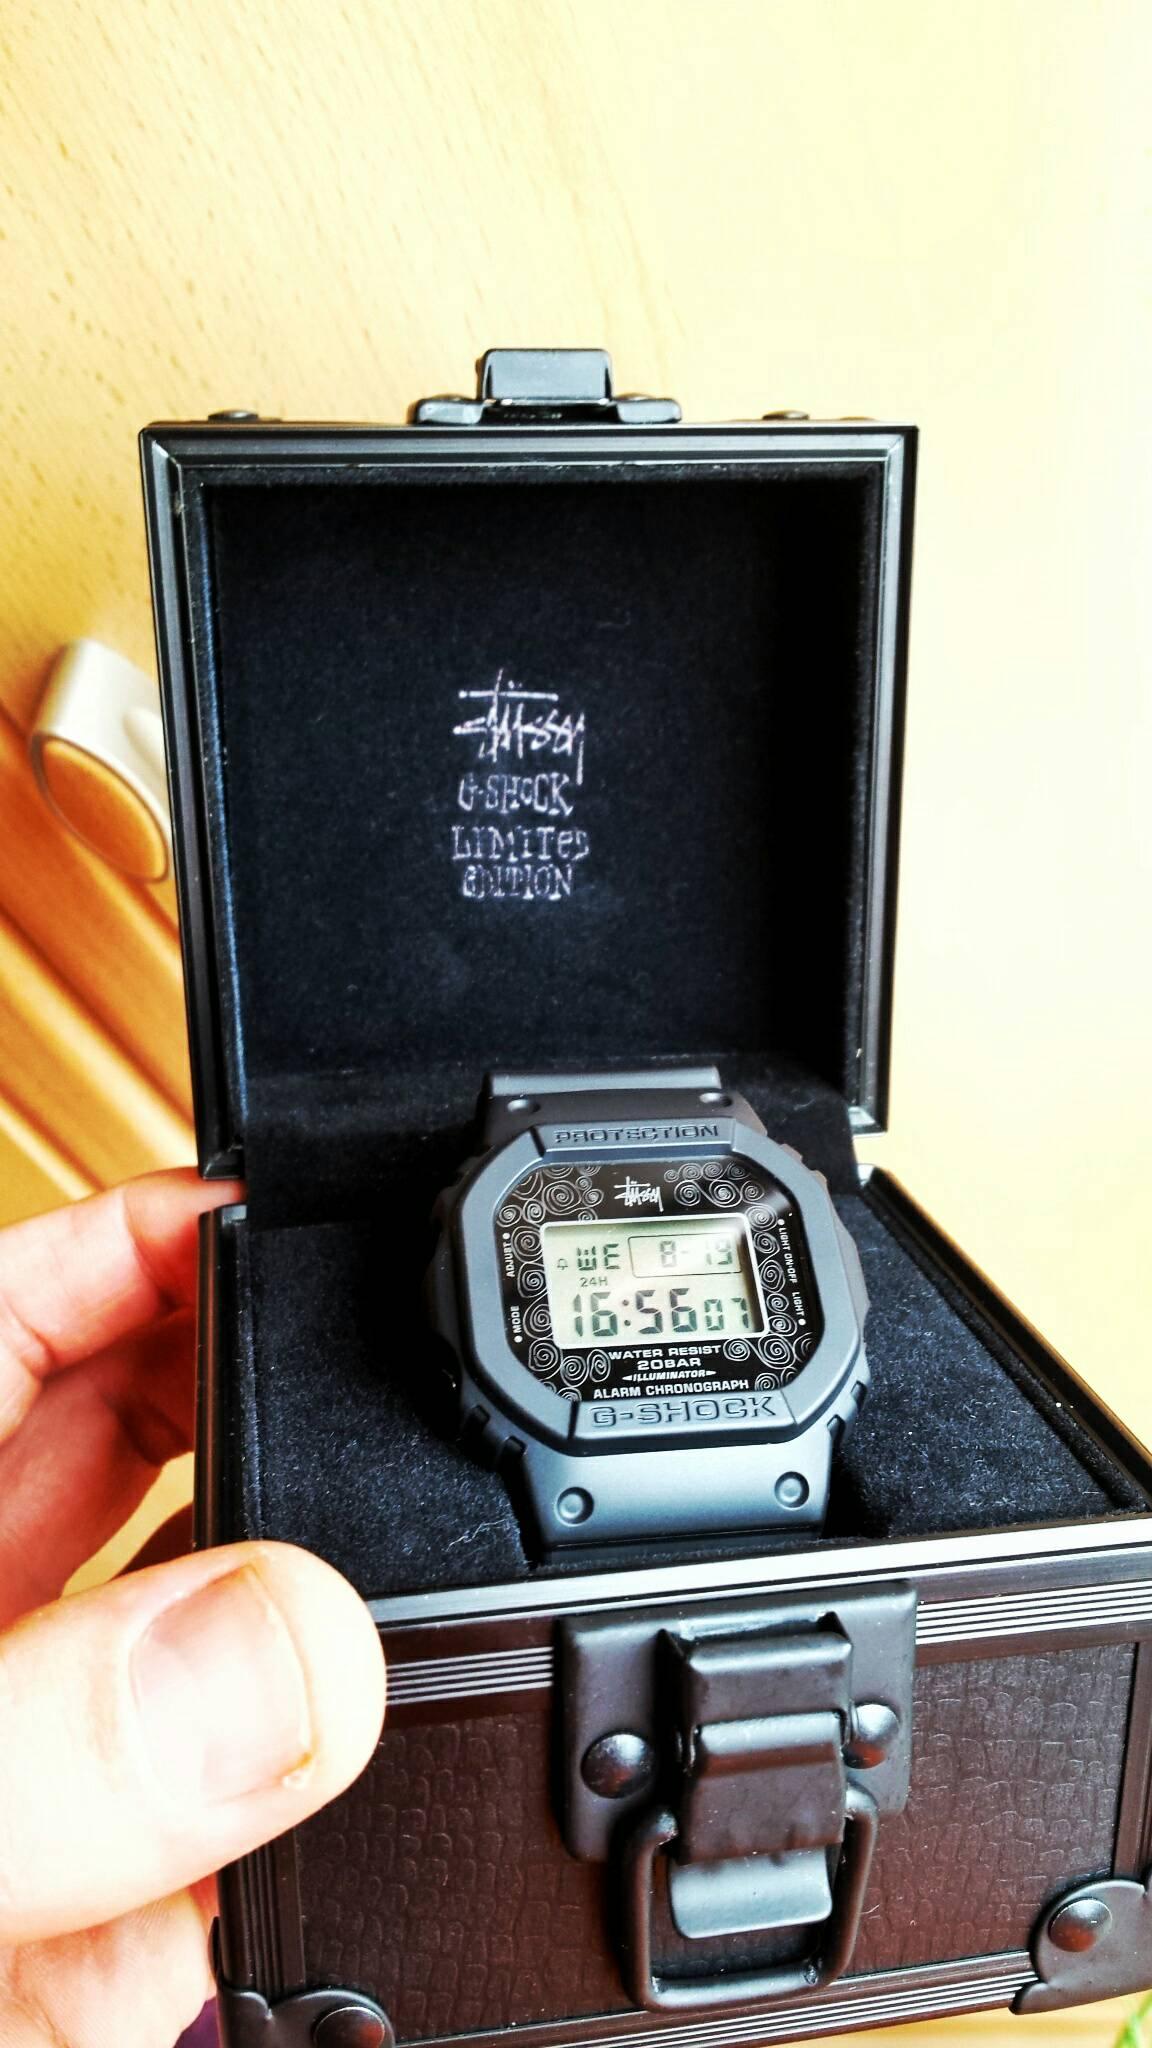 Stüssy
G-SHOCK
LIMITED
EDITION
PROTECTION
Stüssy
ADJUST
MODE
LIGHT ON-OFF
LIGHT
WE 8-19
24H
16:56 07
WATER RESIST
20BAR
ILLUMINATOR
ALARM CHRONOGRAPH
G-SHOCK